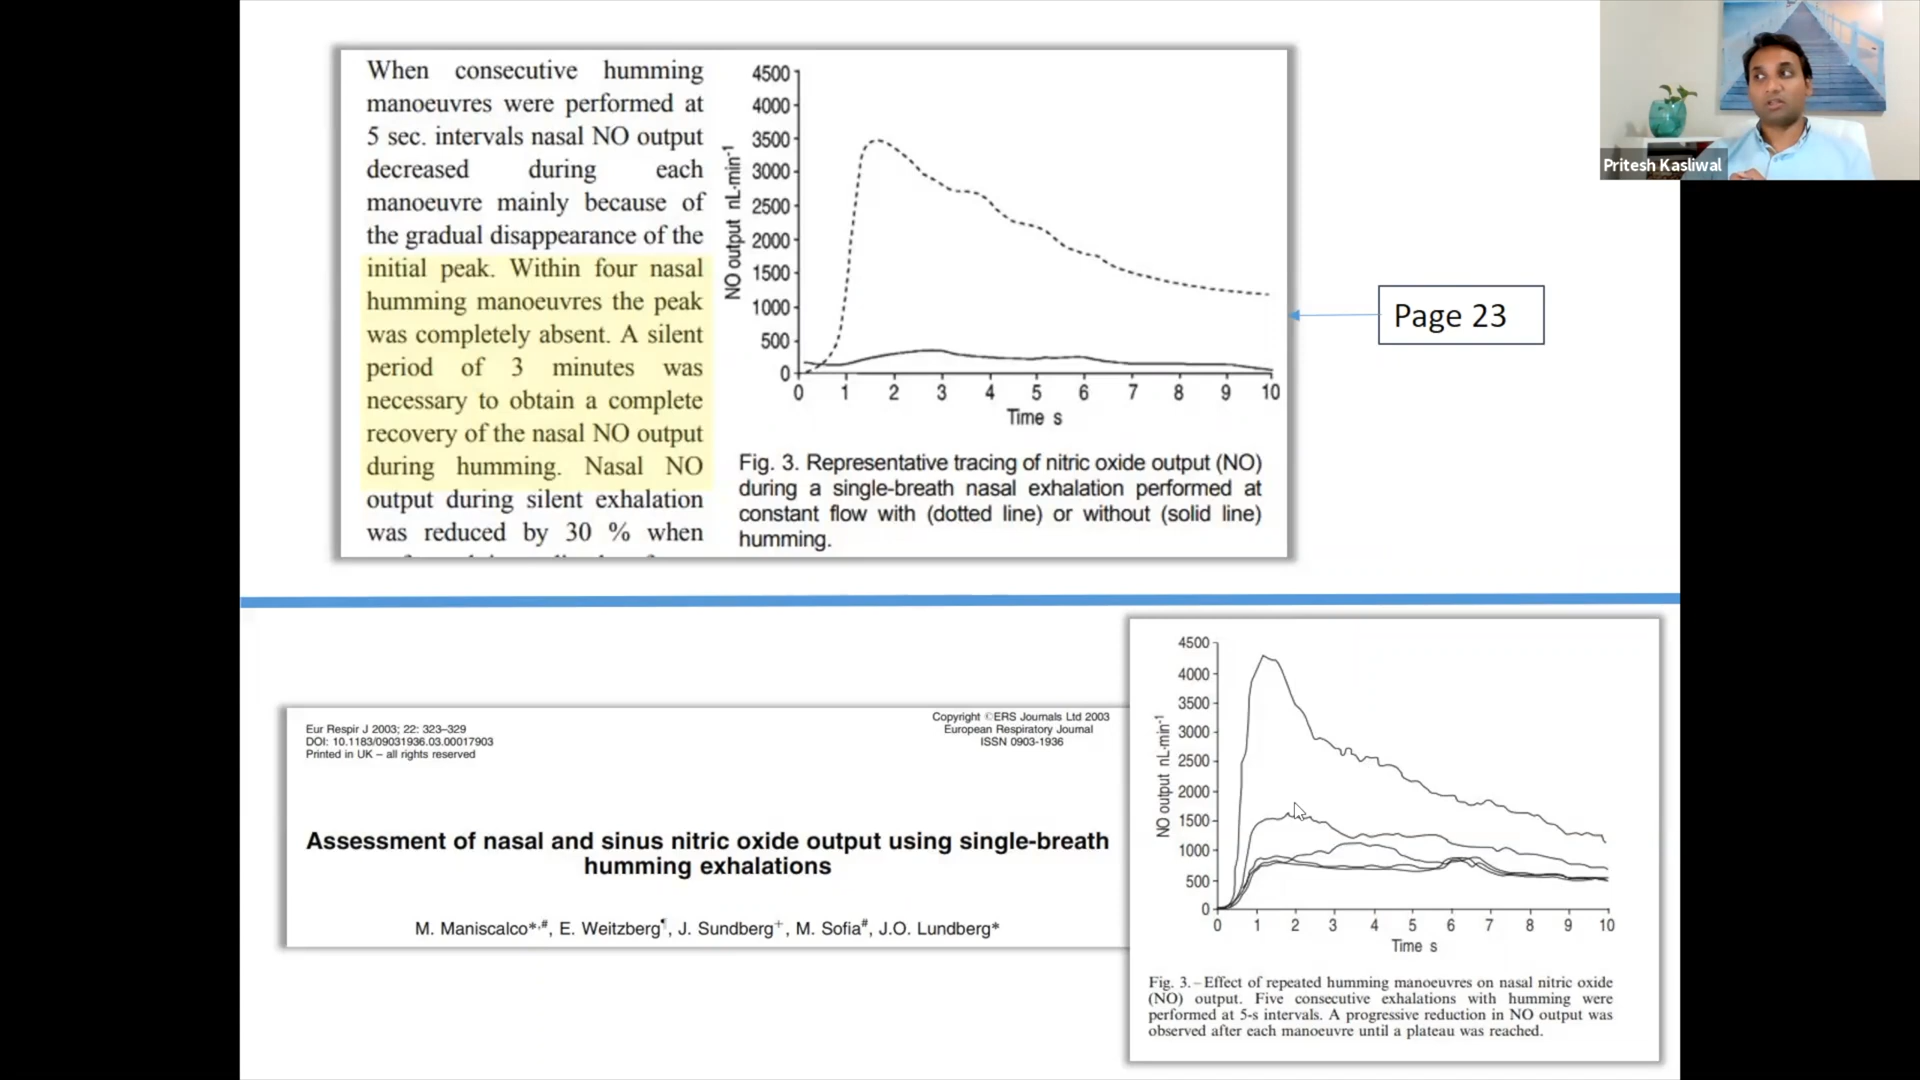 When consecutive humming
manoeuvres were performed at
5 sec. intervals nasal NO output
decreased during each
manoeuvre mainly because of
the gradual disappearance of the
initial peak. Within four nasal
humming manoeuvres the peak
was completely absent. A silent
period of 3 minutes was
necessary to obtain a complete
recovery of the nasal NO output
during humming. Nasal NO
output during silent exhalation
was reduced by 30 % when
4500
4000
3500
3000
2500
2000
1500
1000
500
0
NO output nL·min-1
0 1 2 3 4 5 6 7 8 9 10
Time s
Fig. 3. Representative tracing of nitric oxide output (NO)
during a single-breath nasal exhalation performed at
constant flow with (dotted line) or without (solid line)
humming.
Page 23
Pritesh Kasliwal
Eur Respir J 2003; 22: 323–329
DOI: 10.1183/09031936.03.00017903
Printed in UK – all rights reserved
Copyright ©ERS Journals Ltd 2003
European Respiratory Journal
ISSN 0903-1936
Assessment of nasal and sinus nitric oxide output using single-breath
humming exhalations
M. Maniscalco*,#, E. Weitzberg¶, J. Sundberg+, M. Sofia#, J.O. Lundberg*
4500
4000
3500
3000
2500
2000
1500
1000
500
0
NO output nL·min-1
0 1 2 3 4 5 6 7 8 9 10
Time s
Fig. 3. – Effect of repeated humming manoeuvres on nasal nitric oxide
(NO) output. Five consecutive exhalations with humming were
performed at 5-s intervals. A progressive reduction in NO output was
observed after each manoeuvre until a plateau was reached.